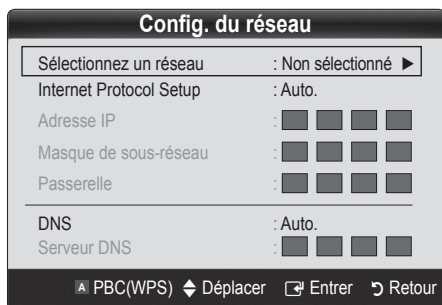 Config. du réseau
Sélectionnez un réseau : Non sélectionné ►
Internet Protocol Setup : Auto.
Adresse IP :
Masque de sous-réseau :
Passerelle :
DNS : Auto.
Serveur DNS :
A PBC(WPS) Déplacer Entrer Retour